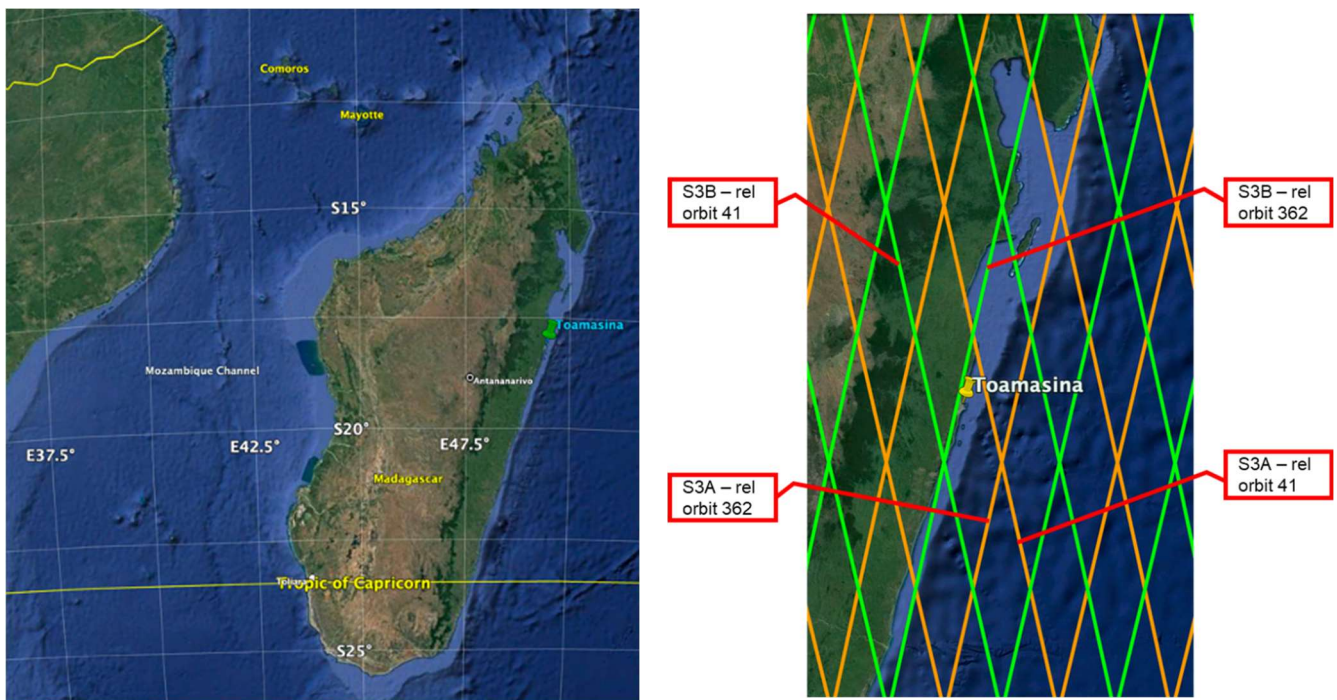 Comoros
Mayotte
S15°
Toamasina
Mozambique Channel
Antananarivo
S20°
E42.5°
E47.5°
E37.5°
Madagascar
Tropic of Capricorn
S25°
S3B – rel
orbit 41
S3B – rel
orbit 362
Toamasina
S3A – rel
orbit 362
S3A – rel
orbit 41